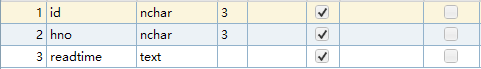 1 id nchar 3
2 hno nchar 3
3 readtime text